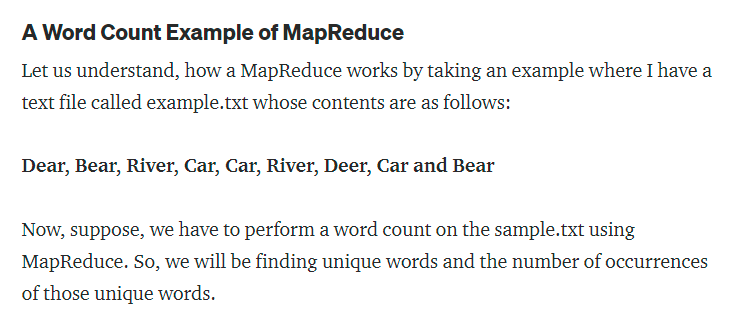 A Word Count Example of MapReduce
Let us understand, how a MapReduce works by taking an example where I have a
text file called example.txt whose contents are as follows:
Dear, Bear, River, Car, Car, River, Deer, Car and Bear
Now, suppose, we have to perform a word count on the sample.txt using
MapReduce. So, we will be finding unique words and the number of occurrences
of those unique words.